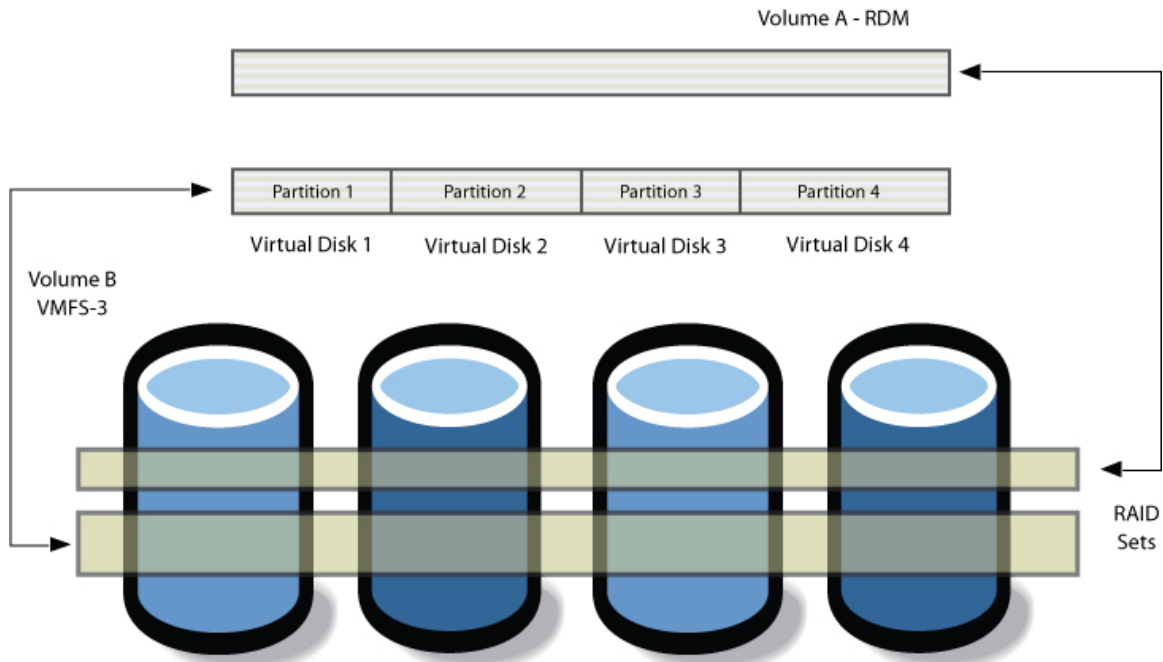 Volume A - RDM
Partition 1
Partition 2
Partition 3
Partition 4
Virtual Disk 1
Virtual Disk 2
Virtual Disk 3
Virtual Disk 4
Volume B
VMFS-3
RAID
Sets